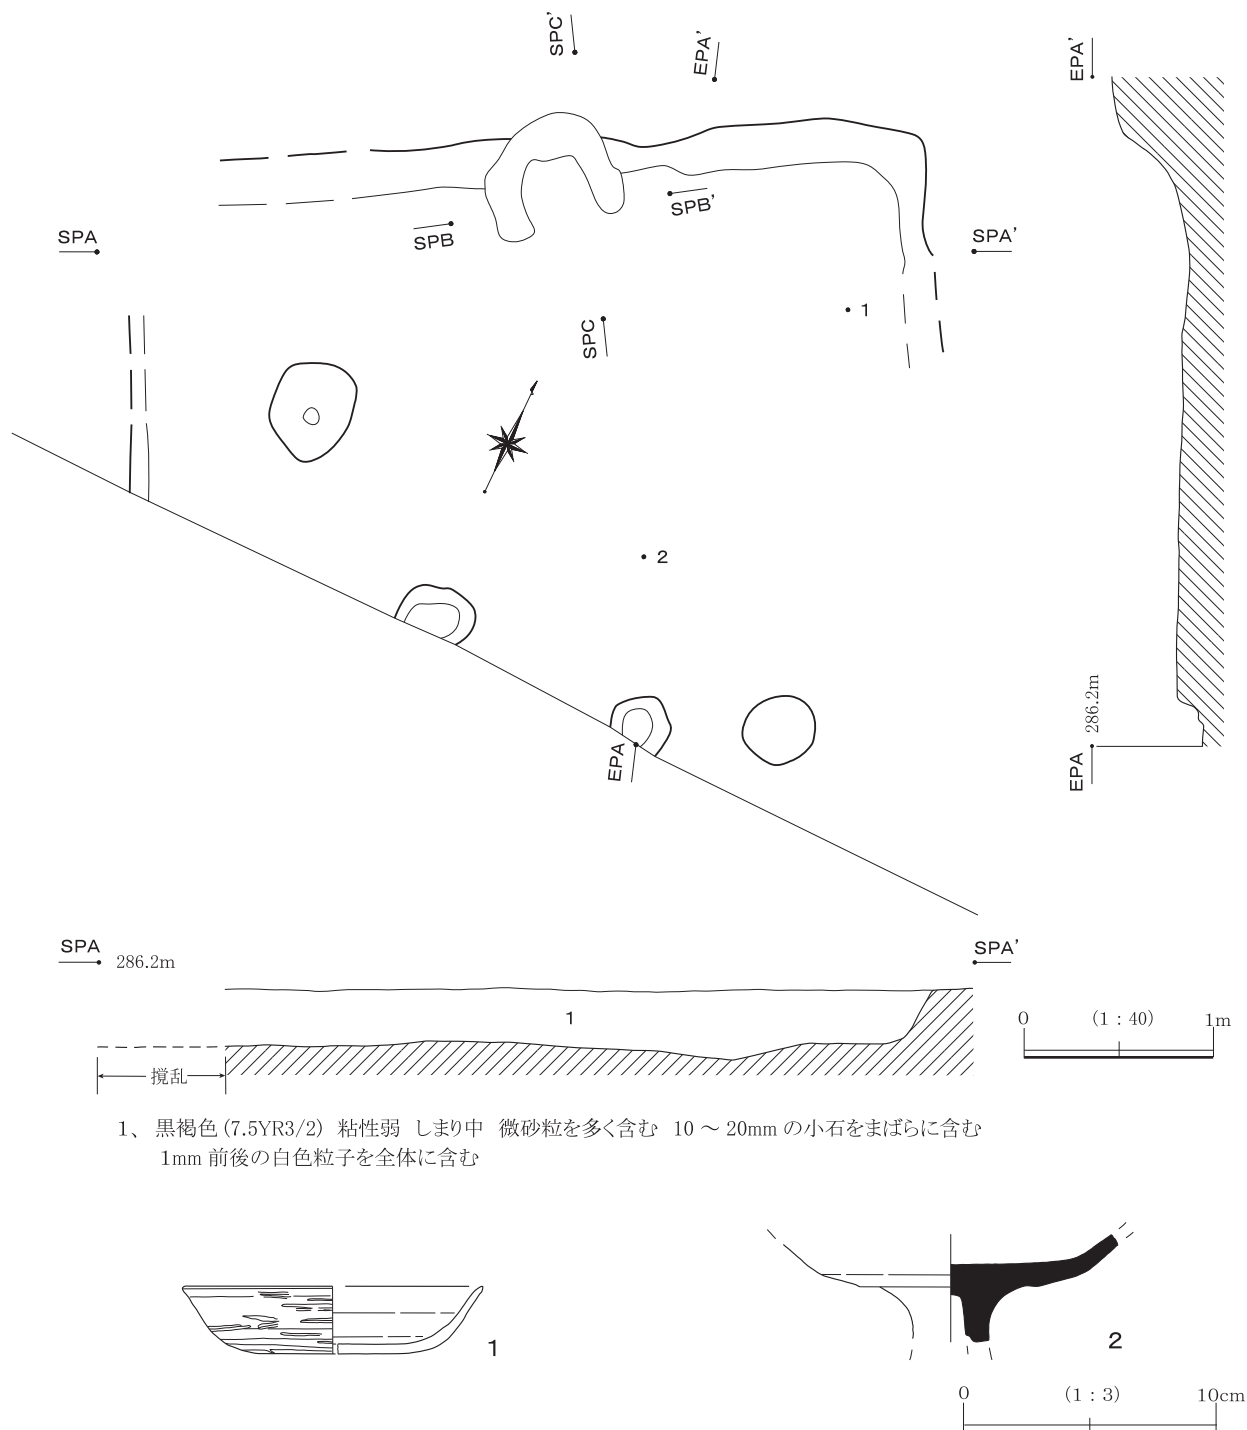 SPC’
EPA’
EPA’
SPB’
SPB
SPA
SPA’
1
SPC
2
286.2m
EPA
EPA
SPA
286.2m
SPA’
1
0 (1：40) 1m
撹乱
1、 黒褐色 (7.5YR3/2) 粘性弱 しまり中 微砂粒を多く含む 10 ～ 20mm の小石をまばらに含む
1mm 前後の白色粒子を全体に含む
1
2
0 (1：3) 10cm